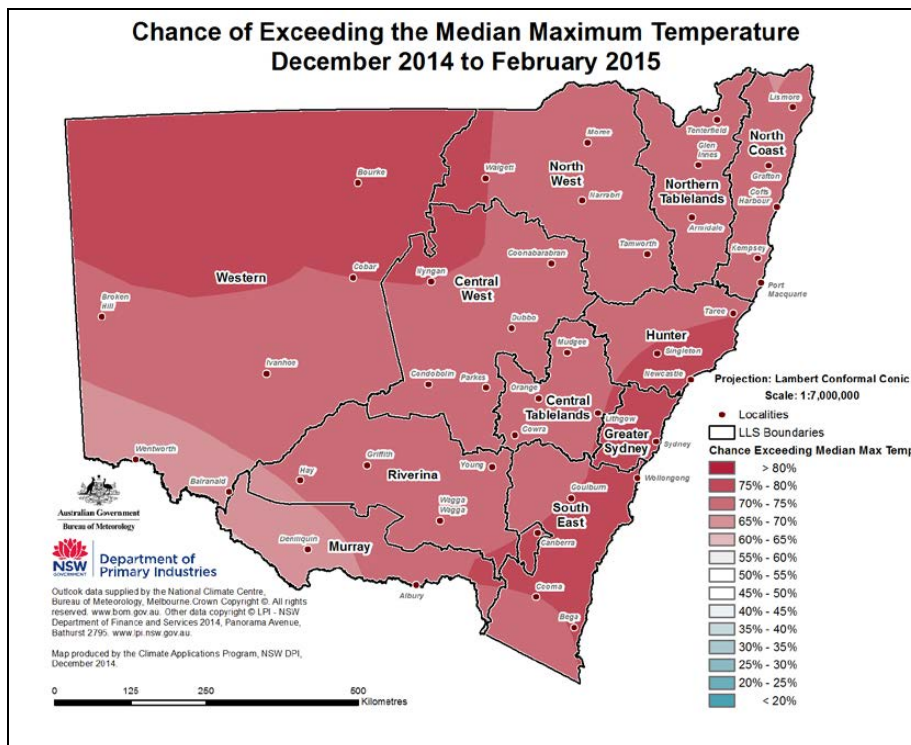 Chance of Exceeding the Median Maximum Temperature
December 2014 to February 2015
Lismore
Tenterfield
North
Coast
Moree
Glen
Innes
Bourke
Walgett
North
West
Grafton
Northern
Tablelands
Coffs
Harbour
Narrabri
Armidale
Coonabarabran
Tamworth
Kempsey
Western
Cobar
Nyngan
Central
West
Port
Macquarie
Broken
Hill
Taree
Dubbo
Hunter
Mudgee
Singleton
Ivanhoe
Newcastle
Condobolin
Parkes
Orange
Central
Tablelands
Lithgow
Cowra
Greater
Sydney
Sydney
Wentworth
Griffith
Young
Riverina
Hay
Balranald
Goulburn
Wollongong
South
East
Wagga
Wagga
Deniliquin
Murray
Canberra
Albury
Cooma
Bega
Projection: Lambert Conformal Conic
Scale: 1:7,000,000
Localities
LLS Boundaries
Chance Exceeding Median Max Temp
> 80%
75% - 80%
70% - 75%
65% - 70%
60% - 65%
55% - 60%
50% - 55%
45% - 50%
40% - 45%
35% - 40%
30% - 35%
25% - 30%
20% - 25%
< 20%
Australian Government
Bureau of Meteorology
NSW
GOVERNMENT
Department of
Primary Industries
Outlook data supplied by the National Climate Centre,
Bureau of Meteorology, Melbourne.Crown Copyright ©. All rights
reserved. www.bom.gov.au. Other data copyright © LPI - NSW
Department of Finance and Services 2014, Panorama Avenue,
Bathurst 2795. www.lpi.nsw.gov.au.
Map produced by the Climate Applications Program, NSW DPI,
December 2014.
0 125 250 500
Kilometres